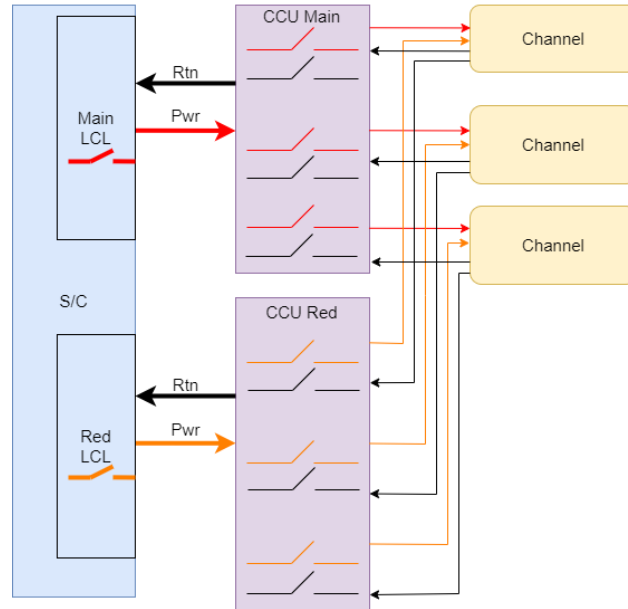 CCU Main
Channel
Rtn
Main
LCL
Pwr
Channel
Channel
S/C
CCU Red
Rtn
Red
LCL
Pwr